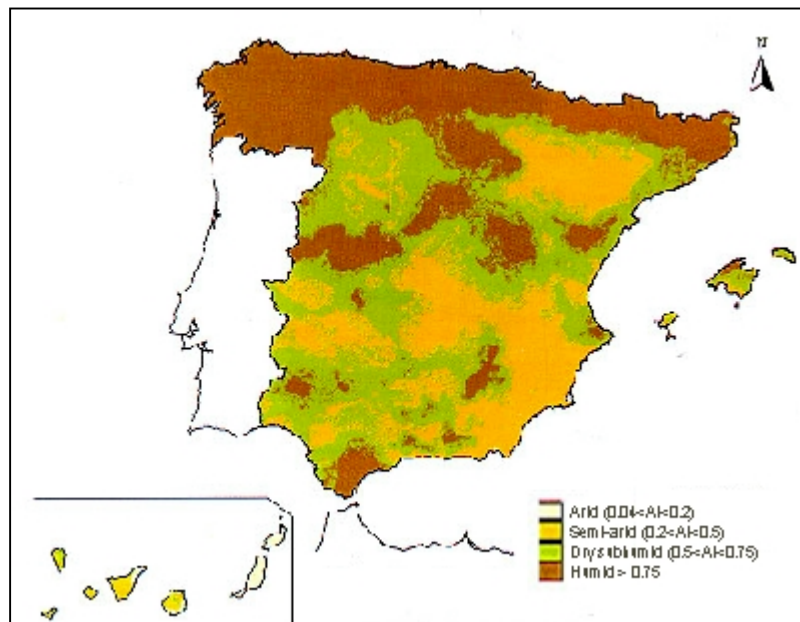 N
Arid (0.04<AI<0.2)
Semi-arid (0.2<AI<0.5)
Dry subhumid (0.5<AI<0.75)
Humid > 0.75